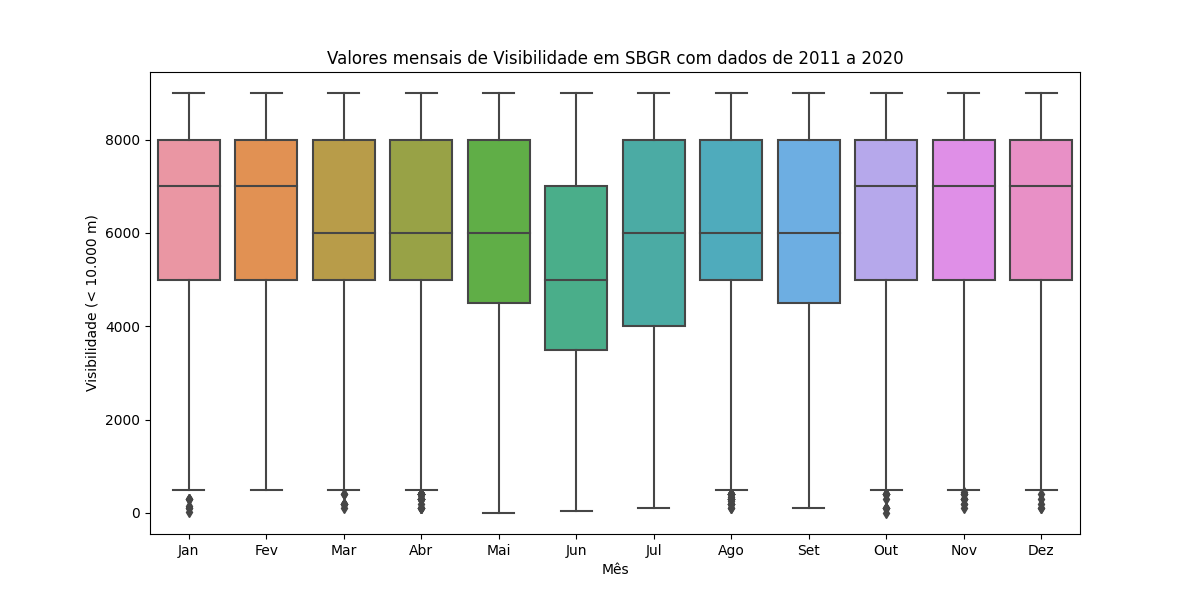 Valores mensais de Visibilidade em SBGR com dados de 2011 a 2020
Visibilidade (< 10.000 m)
8000
6000
4000
2000
0
Jan Fev Mar Abr Mai Jun Jul Ago Set Out Nov Dez
Mês